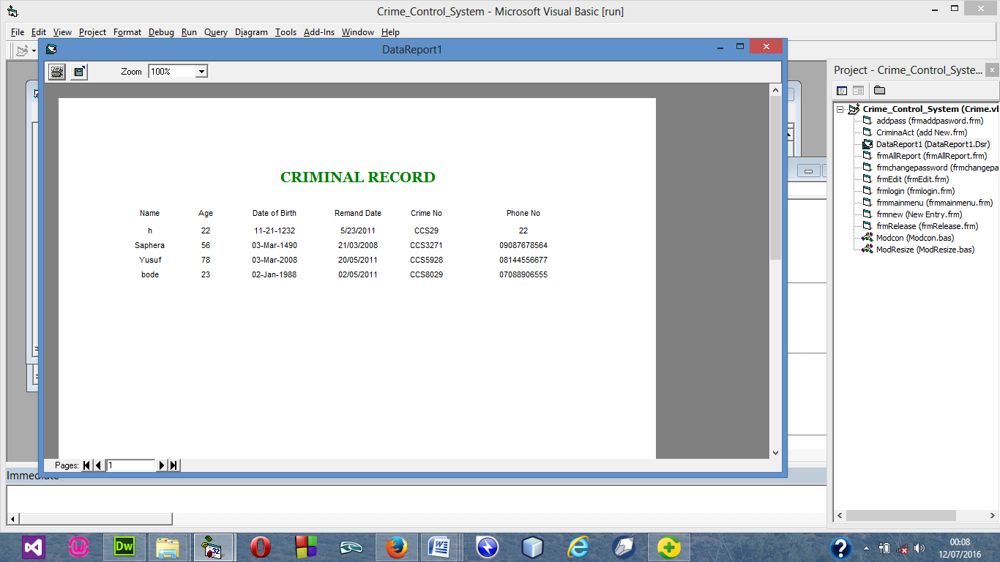 Crime_Control_System - Microsoft Visual Basic [run]
File Edit View Project Format Debug Run Query Diagram Tools Add-Ins Window Help
DataReport1
Zoom 100%
CRIMINAL RECORD
Name Age Date of Birth Remand Date Crime No Phone No
h 22 11-21-1232 5/23/2011 CCS29 22
Saphera 56 03-Mar-1490 21/03/2008 CCS3271 09087678564
Yusuf 78 03-Mar-2008 20/05/2011 CCS5928 08144556677
bode 23 02-Jan-1988 02/05/2011 CCS8029 07088906555
Pages: 1
Immediate
Project - Crime_Control_Syste...
Crime_Control_System (Crime.vl
addpass (frmaddpasword.frm)
CriminaAct (add New.frm)
DataReport1 (DataReport1.Dsr)
frmAllReport (frmAllReport.frm)
frmchangepassword (frmchangepa
frmEdit (frmEdit.frm)
frmlogin (frmlogin.frm)
frmmainmenu (frmmainmenu.frm)
frmnew (New Entry.frm)
frmRelease (frmRelease.frm)
Modcon (Modcon.bas)
ModResize (ModResize.bas)
Dw
32
00:08
12/07/2016